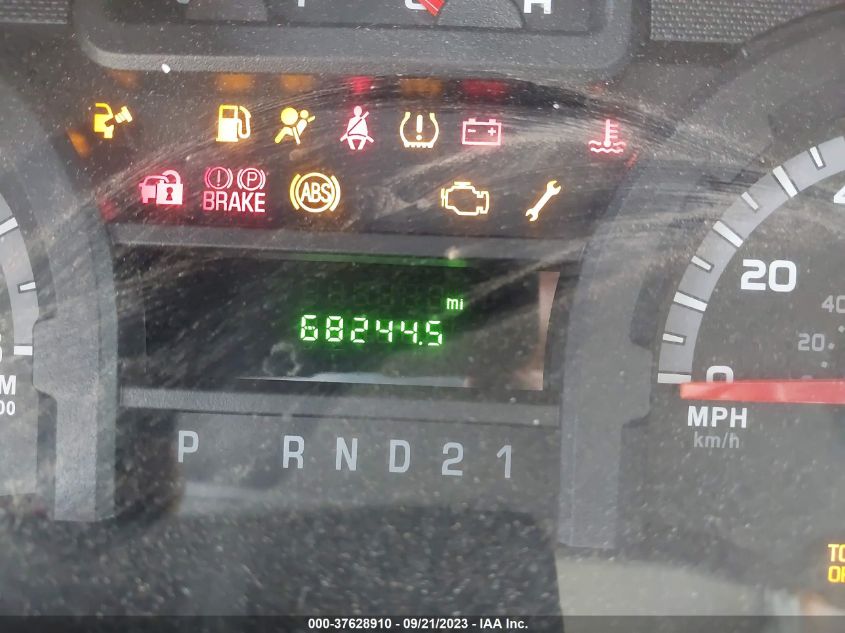 H
BRAKE
ABS
mi
68244.5
20
40
20
0
MPH
km/h
P R N D 2 1
000-37628910 - 09/21/2023 - IAA Inc.